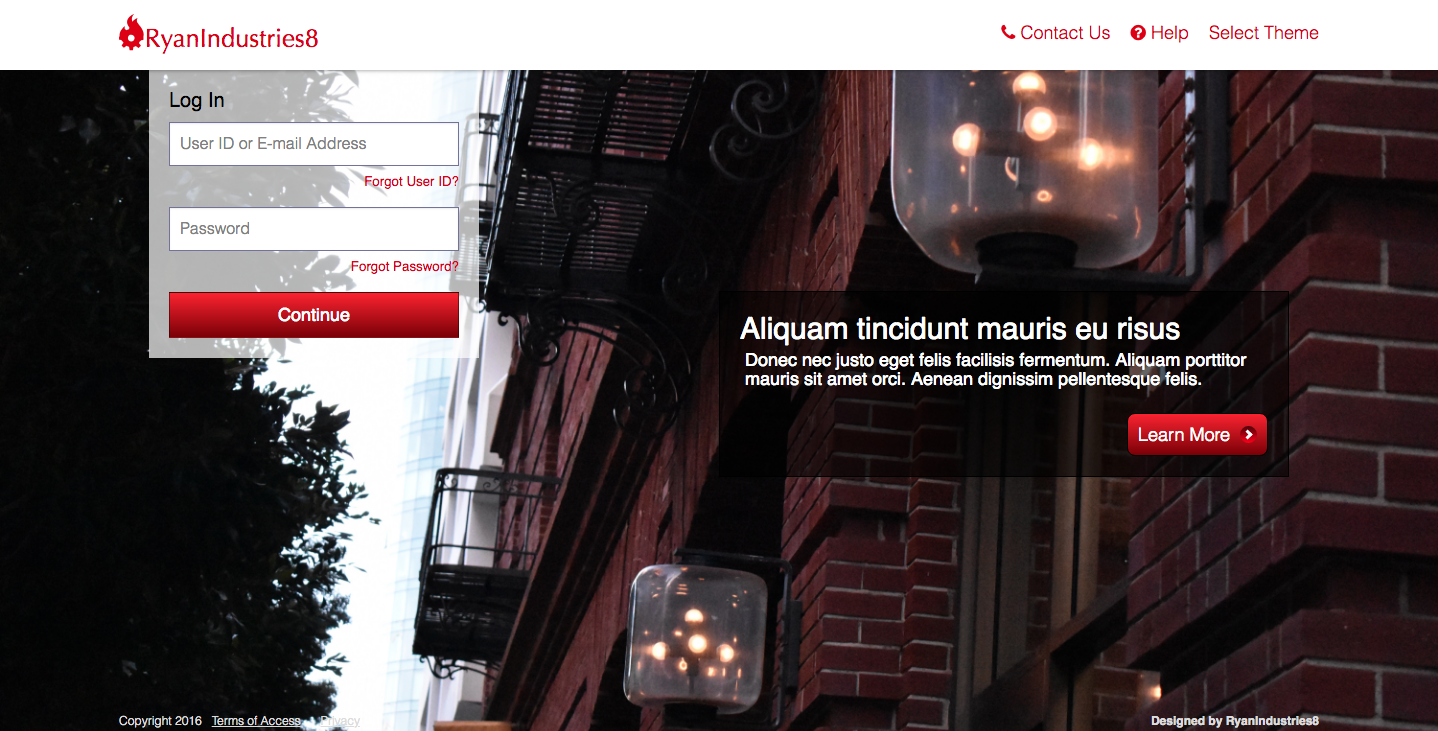 RyanIndustries8
Contact Us
Help
Select Theme
Log In
User ID or E-mail Address
Forgot User ID?
Password
Forgot Password?
Continue
Aliquam tincidunt mauris eu risus
Donec nec justo eget felis facilisis fermentum. Aliquam porttitor
mauris sit amet orci. Aenean dignissim pellentesque felis.
Learn More
Copyright 2016 Terms of Access Privacy
Designed by RyanIndustries8